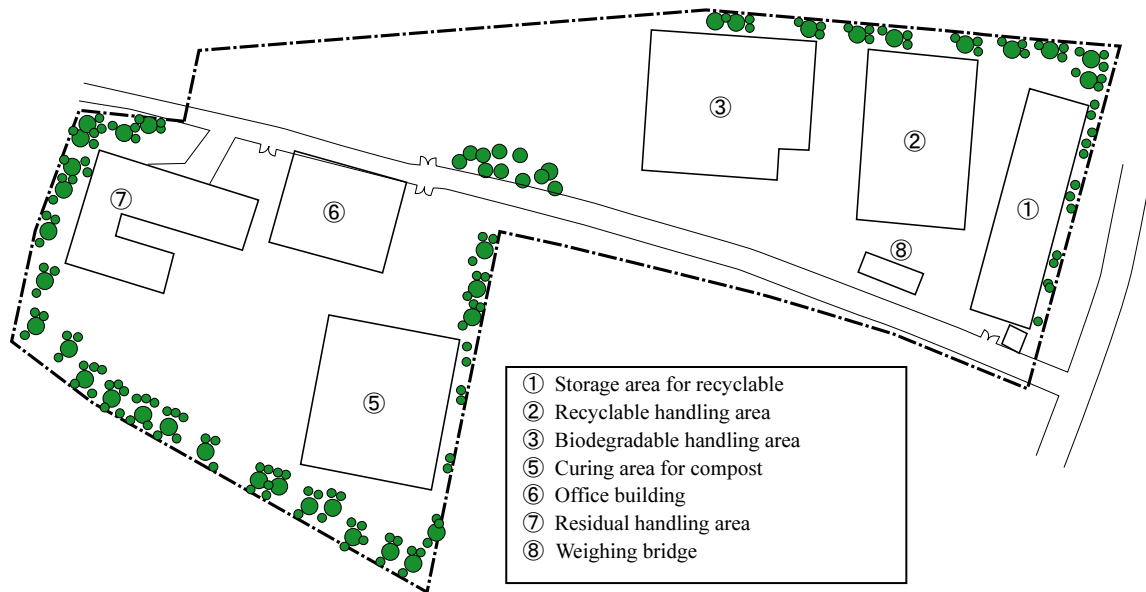 ③
②
①
⑦
⑥
⑧
⑤
① Storage area for recyclable
② Recyclable handling area
③ Biodegradable handling area
⑤ Curing area for compost
⑥ Office building
⑦ Residual handling area
⑧ Weighing bridge